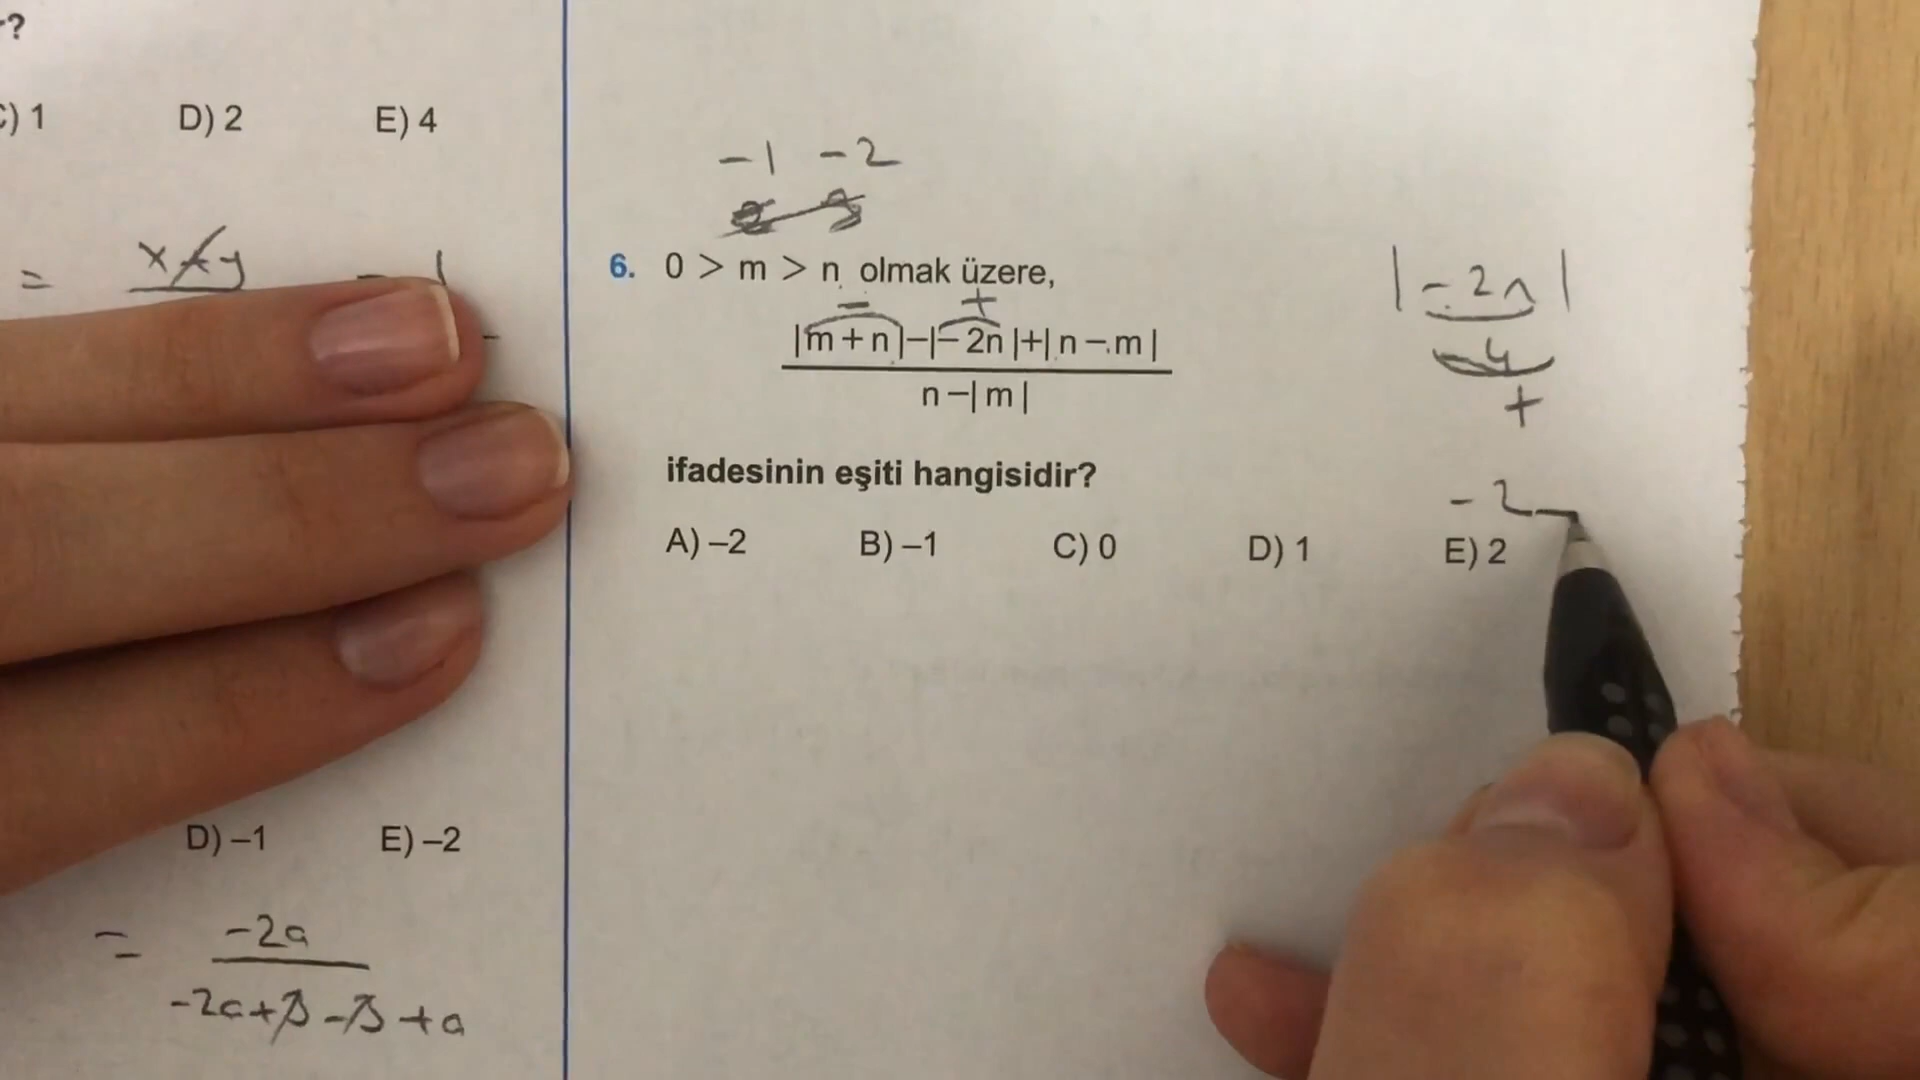 ?
C) 1 D) 2 E) 4
= x+y - 1
D) –1 E) –2
= -2a
-2a+B-B+a
-1 -2
6. 0 > m > n olmak üzere,
- +
|m+n|–|–2n|+|n–m|
n–|m|
ifadesinin eşiti hangisidir?
A) –2 B) –1 C) 0 D) 1 E) 2
|-2n|
4
+
-2